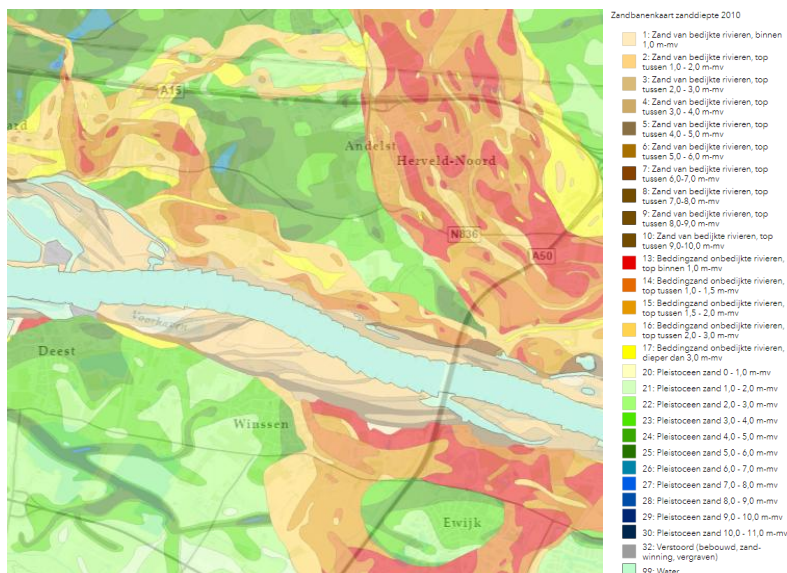 Zandbanenkaart zanddiepte 2010
1: Zand van bedijkte rivieren, binnen
1,0 m-mv
2: Zand van bedijkte rivieren, top
tussen 1,0 - 2,0 m-mv
3: Zand van bedijkte rivieren, top
tussen 2,0 - 3,0 m-mv
4: Zand van bedijkte rivieren, top
tussen 3,0 - 4,0 m-mv
5: Zand van bedijkte rivieren, top
tussen 4,0 - 5,0 m-mv
6: Zand van bedijkte rivieren, top
tussen 5,0 - 6,0 m-mv
7: Zand van bedijkte rivieren, top
tussen 6,0-7,0 m-mv
8: Zand van bedijkte rivieren, top
tussen 7,0-8,0 m-mv
9: Zand van bedijkte rivieren, top
tussen 8,0-9,0 m-mv
10: Zand van bedijkte rivieren, top
tussen 9,0-10,0 m-mv
13: Beddingzand onbedijkte rivieren,
top binnen 1,0 m-mv
14: Beddingzand onbedijkte rivieren,
top tussen 1,0 - 1,5 m-mv
15: Beddingzand onbedijkte rivieren,
top tussen 1,5 - 2,0 m-mv
16: Beddingzand onbedijkte rivieren,
top tussen 2,0 - 3,0 m-mv
17: Beddingzand onbedijkte rivieren,
dieper dan 3,0 m-mv
20: Pleistoceen zand 0 - 1,0 m-mv
21: Pleistoceen zand 1,0 - 2,0 m-mv
22: Pleistoceen zand 2,0 - 3,0 m-mv
23: Pleistoceen zand 3,0 - 4,0 m-mv
24: Pleistoceen zand 4,0 - 5,0 m-mv
25: Pleistoceen zand 5,0 - 6,0 m-mv
26: Pleistoceen zand 6,0 - 7,0 m-mv
27: Pleistoceen zand 7,0 - 8,0 m-mv
28: Pleistoceen zand 8,0 - 9,0 m-mv
29: Pleistoceen zand 9,0 - 10,0 m-mv
30: Pleistoceen zand 10,0 - 11,0 m-mv
32: Verstoord (bebouwd, zand-
winning, vergraven)
99: Water
A15
ard
Andelst
Herveld-Noord
N836
A50
Voorhaven
Deest
Winssen
Ewijk